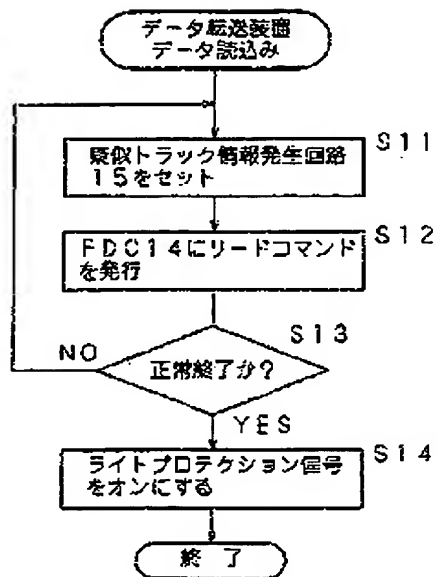 データ転送装置
データ読込み
S11
疑似トラック情報発生回路
15をセット
S12
FDC14にリードコマンド
を発行
S13
NO
正常終了か?
YES
S14
ライトプロテクション信号
をオンにする
終了